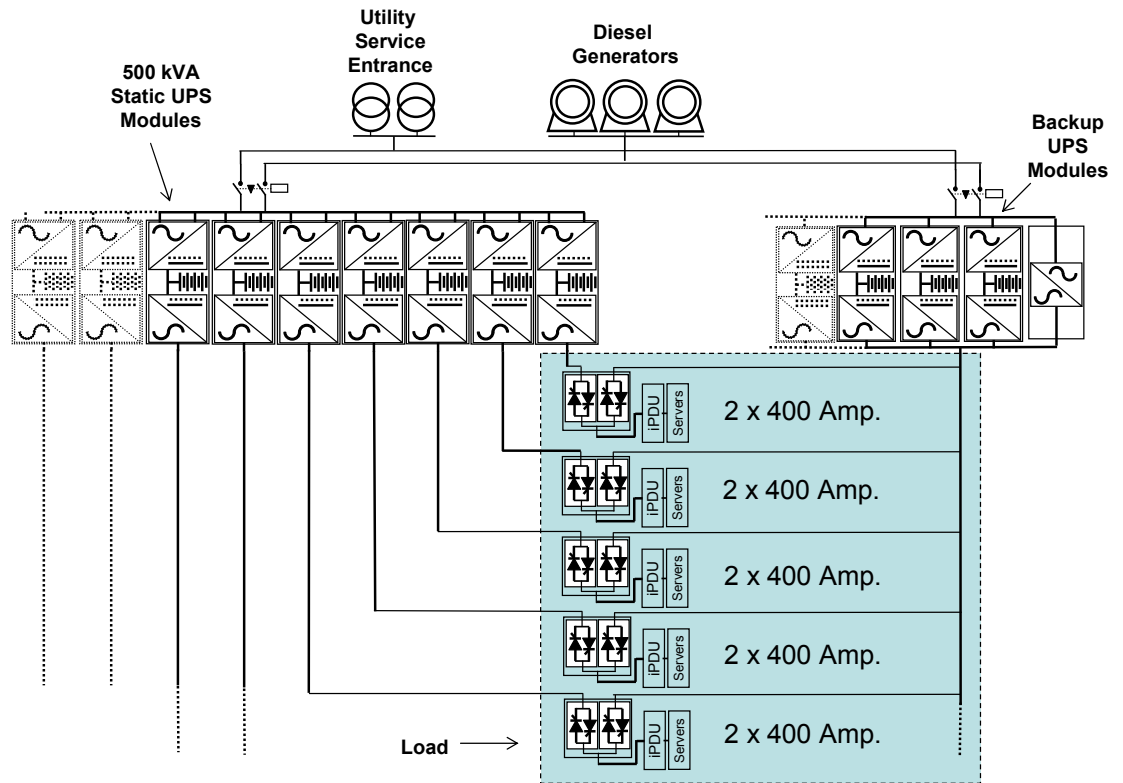 Utility
Service
Entrance
Diesel
Generators
500 kVA
Static UPS
Modules
Backup
UPS
Modules
iPDU
Servers
2 x 400 Amp.
iPDU
Servers
2 x 400 Amp.
iPDU
Servers
2 x 400 Amp.
iPDU
Servers
2 x 400 Amp.
iPDU
Servers
2 x 400 Amp.
Load